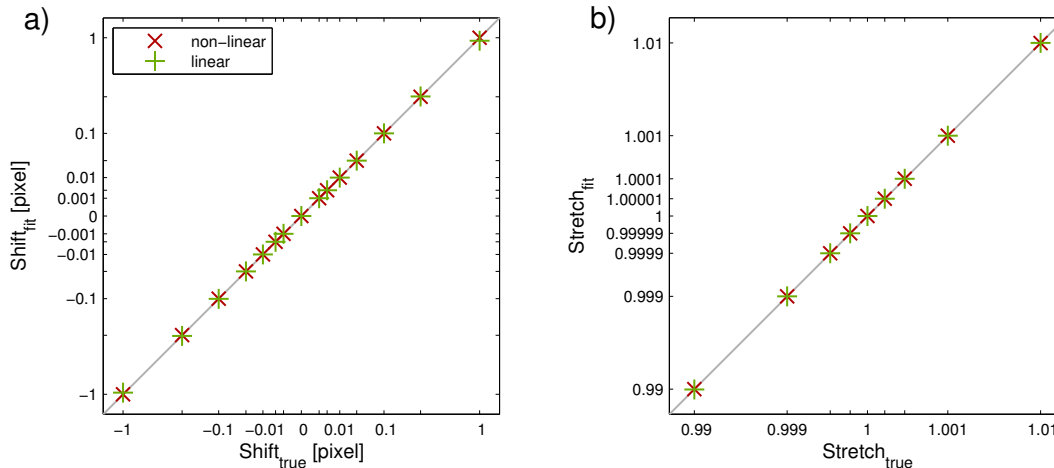 a)
non-linear
linear
1
0.1
0.01
0.001
0
-0.001
-0.01
-0.1
-1
Shift_fit [pixel]
-1 -0.1 0 0.01 0.1 1
Shift_true [pixel]
b)
1.01
1.001
1.0001
1.00001
1
0.99999
0.9999
0.999
0.99
Stretch_fit
0.99 0.999 1 1.001 1.01
Stretch_true